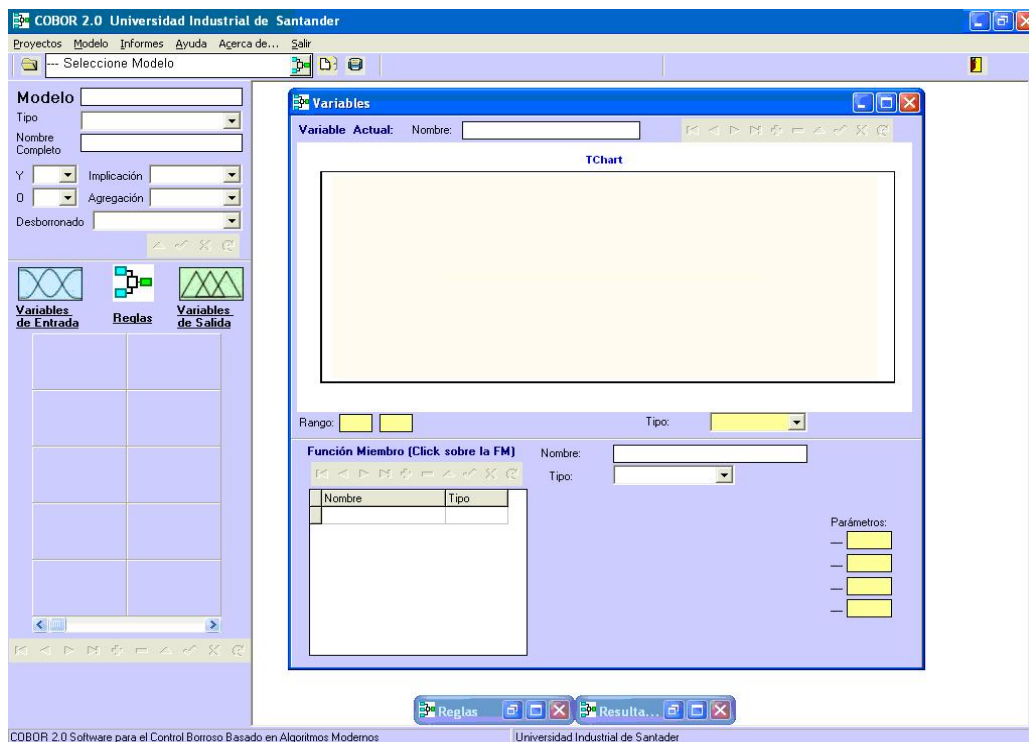 COBOR 2.0 Universidad Industrial de Santander
Proyectos Modelo Informes Ayuda Acerca de... Salir
--- Seleccione Modelo
Modelo
Tipo
Nombre
Completo
Y
Implicación
O
Agregación
Desborronado
Variables
de Entrada
Reglas
Variables
de Salida
Variables
Variable Actual: Nombre:
TChart
Rango:
Tipo:
Función Miembro (Click sobre la FM)
Nombre:
Tipo:
Nombre Tipo
Parámetros:
Reglas
Resulta...
COBOR 2.0 Software para el Control Borroso Basado en Algoritmos Modernos
Universidad Industrial de Santader